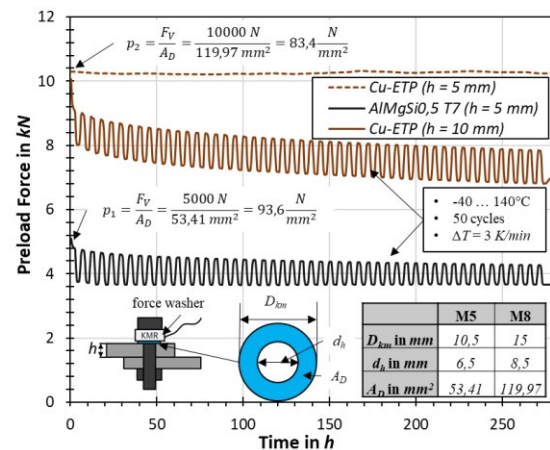 12
10
8
6
4
2
0
Preload Force in kN
p₂ = F_V / A_D = 10000 N / 119,97 mm² = 83,4 N / mm²
Cu-ETP (h = 5 mm)
AlMgSi0,5 T7 (h = 5 mm)
Cu-ETP (h = 10 mm)
p₁ = F_V / A_D = 5000 N / 53,41 mm² = 93,6 N / mm²
• -40 … 140°C
• 50 cycles
• ΔT = 3 K/min
force washer
KMR
h
D_km
d_h
A_D
M5 M8
D_km in mm 10,5 15
d_h in mm 6,5 8,5
A_D in mm² 53,41 119,97
0 50 100 150 200 250
Time in h